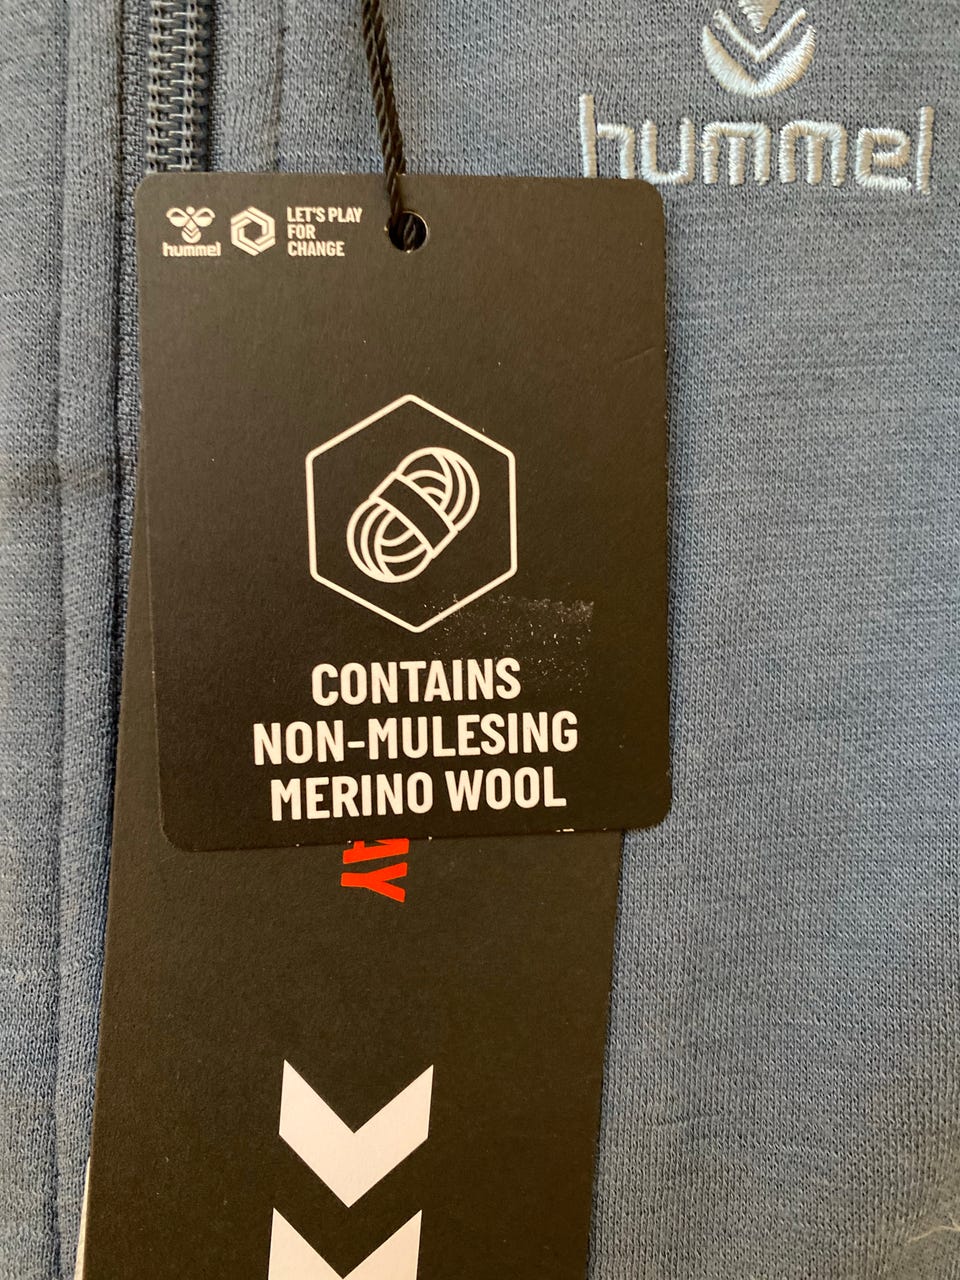 hummel
hummel
LET'S PLAY
FOR
CHANGE
CONTAINS
NON-MULESING
MERINO WOOL